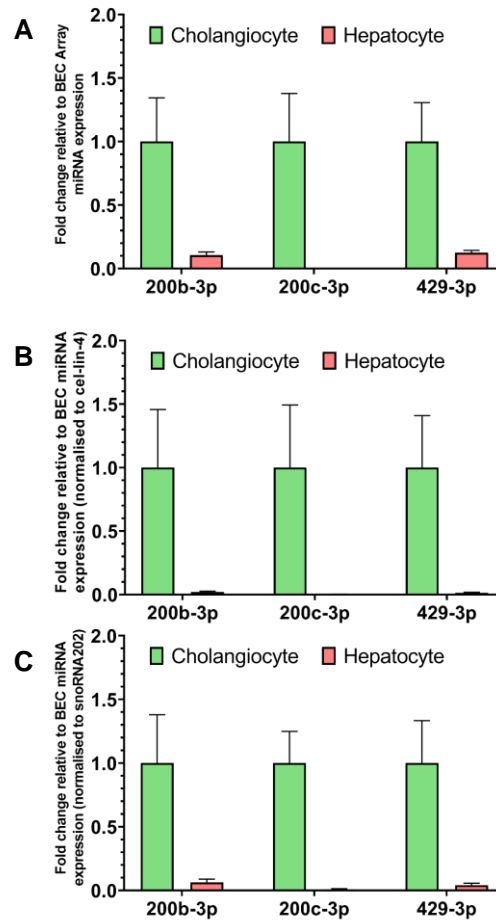 A
Fold change relative to BEC Array
miRNA expression
2.0
1.5
1.0
0.5
0.0
Cholangiocyte Hepatocyte
200b-3p 200c-3p 429-3p
B
Fold change relative to BEC miRNA
expression (normalised to cel-lin-4)
2.0
1.5
1.0
0.5
0.0
Cholangiocyte Hepatocyte
200b-3p 200c-3p 429-3p
C
Fold change relative to BEC miRNA
expression (normalised to snoRNA202)
2.0
1.5
1.0
0.5
0.0
Cholangiocyte Hepatocyte
200b-3p 200c-3p 429-3p